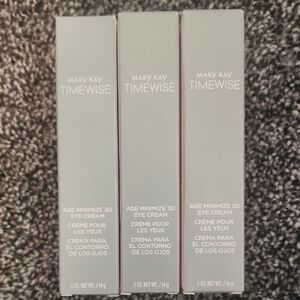 MARY KAY
TIMEWISE
AGE MINIMIZE 3D
EYE CREAM
CRÈME POUR
LES YEUX
CREMA PARA
EL CONTORNO
DE LOS OJOS
.5 OZ. NET WT. / 14 g
MARY KAY
TIMEWISE
AGE MINIMIZE 3D
EYE CREAM
CRÈME POUR
LES YEUX
CREMA PARA
EL CONTORNO
DE LOS OJOS
.5 OZ. NET WT. / 14 g
MARY KAY
TIMEWISE
AGE MINIMIZE 3D
EYE CREAM
CRÈME POUR
LES YEUX
CREMA PARA
EL CONTORNO
DE LOS OJOS
.5 OZ. NET WT. / 14 g